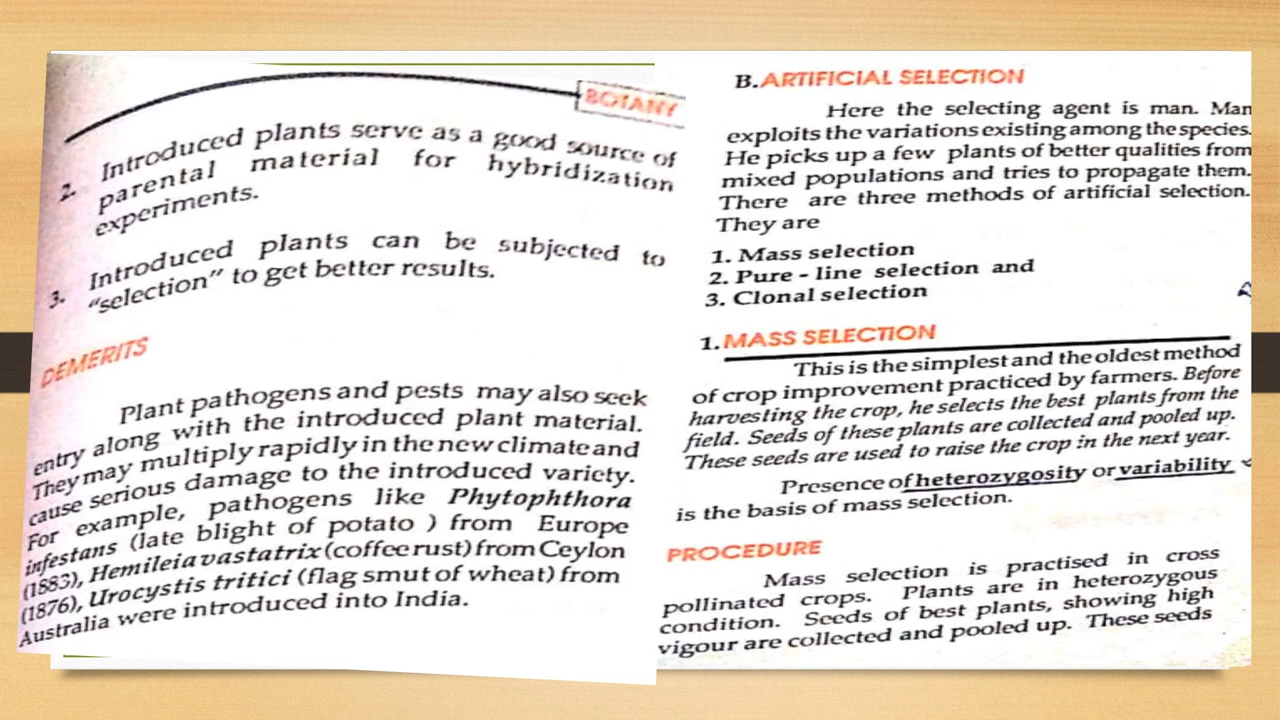 BOTANY
2. Introduced plants serve as a good source of
parental material for hybridization
experiments.
3. Introduced plants can be subjected to
"selection" to get better results.
DEMERITS
Plant pathogens and pests may also seek
entry along with the introduced plant material.
They may multiply rapidly in the new climate and
cause serious damage to the introduced variety.
For example, pathogens like Phytophthora
infestans (late blight of potato ) from Europe
(1883), Hemileia vastatrix (coffee rust) from Ceylon
(1876), Urocystis tritici (flag smut of wheat) from
Australia were introduced into India.
B. ARTIFICIAL SELECTION
Here the selecting agent is man. Man
exploits the variations existing among the species.
He picks up a few plants of better qualities from
mixed populations and tries to propagate them.
There are three methods of artificial selection.
They are
1. Mass selection
2. Pure - line selection and
3. Clonal selection
1. MASS SELECTION
This is the simplest and the oldest method
of crop improvement practiced by farmers. Before
harvesting the crop, he selects the best plants from the
field. Seeds of these plants are collected and pooled up.
These seeds are used to raise the crop in the next year.
Presence of heterozygosity or variability
is the basis of mass selection.
PROCEDURE
Mass selection is practised in cross
pollinated crops. Plants are in heterozygous
condition. Seeds of best plants, showing high
vigour are collected and pooled up. These seeds